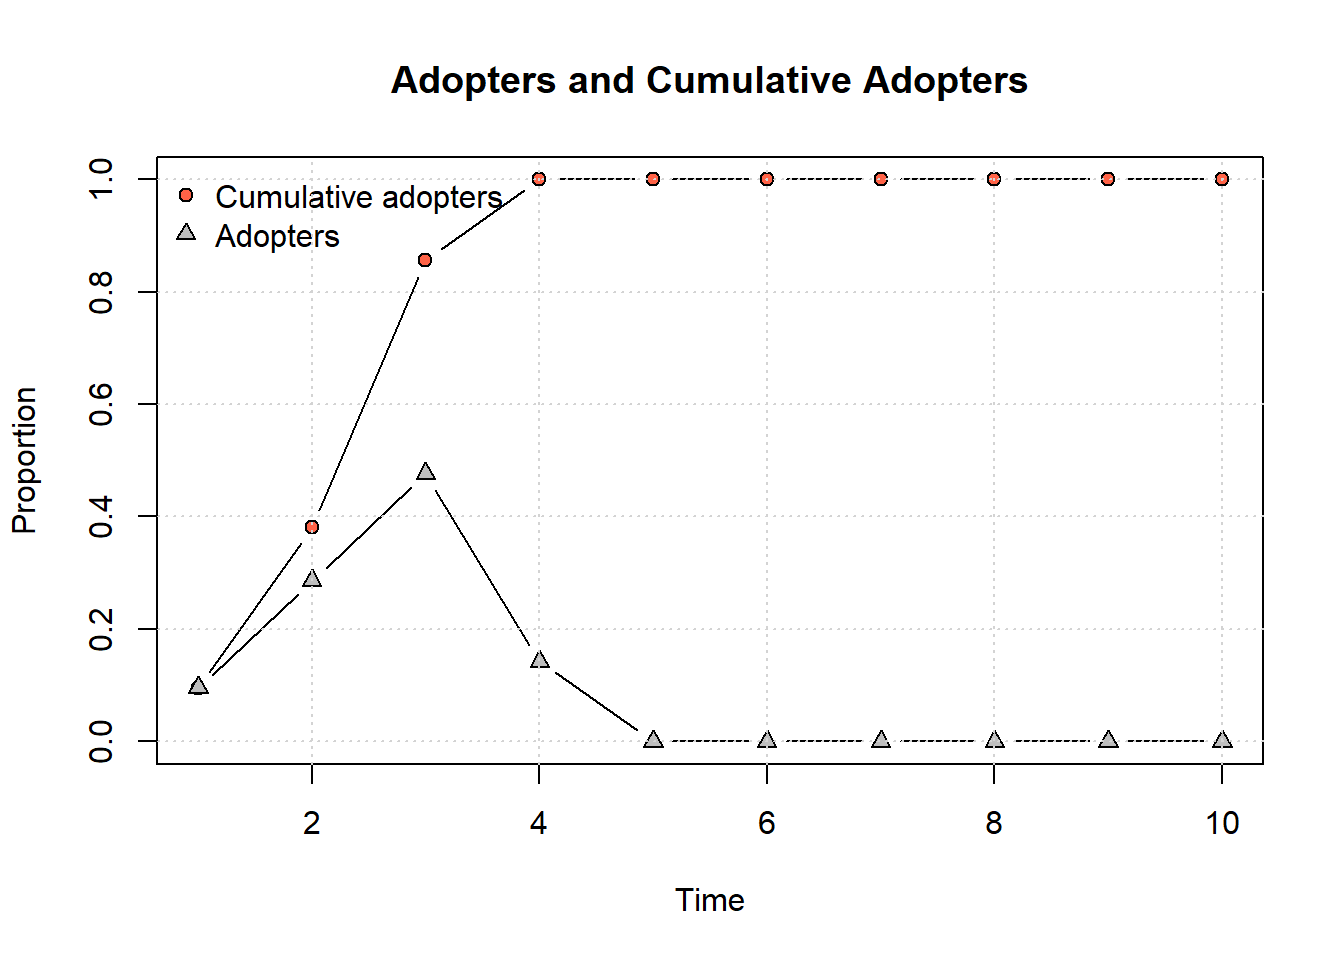 Adopters and Cumulative Adopters
Cumulative adopters
Adopters
Proportion
1.0
0.8
0.6
0.4
0.2
0.0
2 4 6 8 10
Time